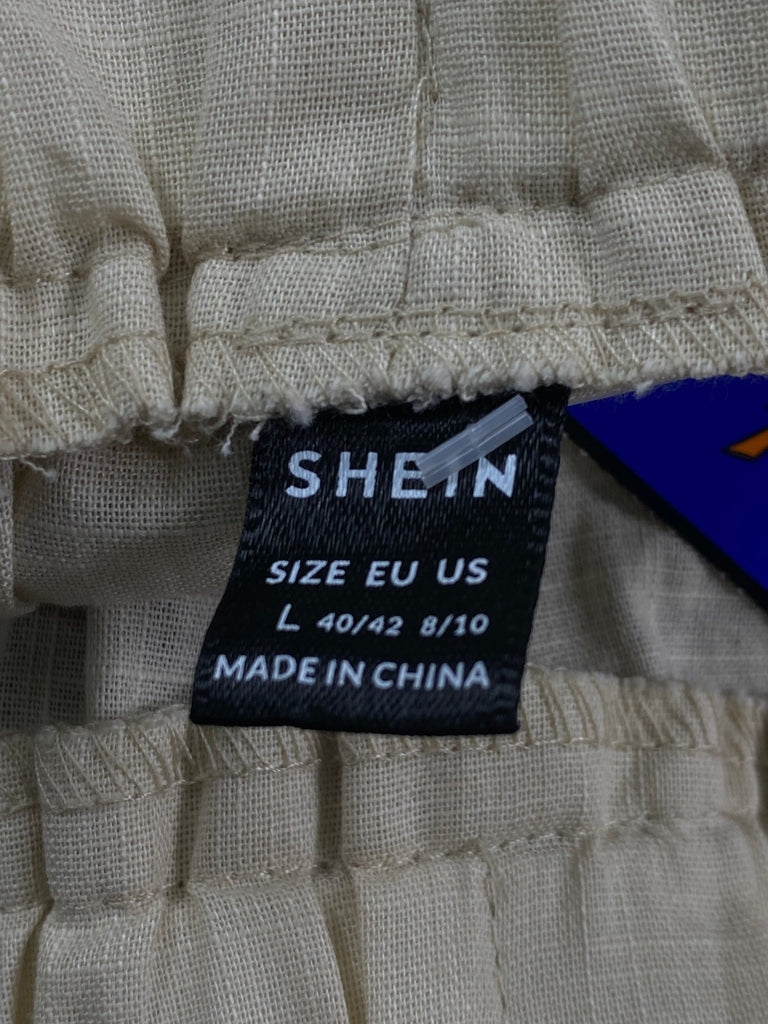 SHEIN
SIZE EU US
L 40/42 8/10
MADE IN CHINA